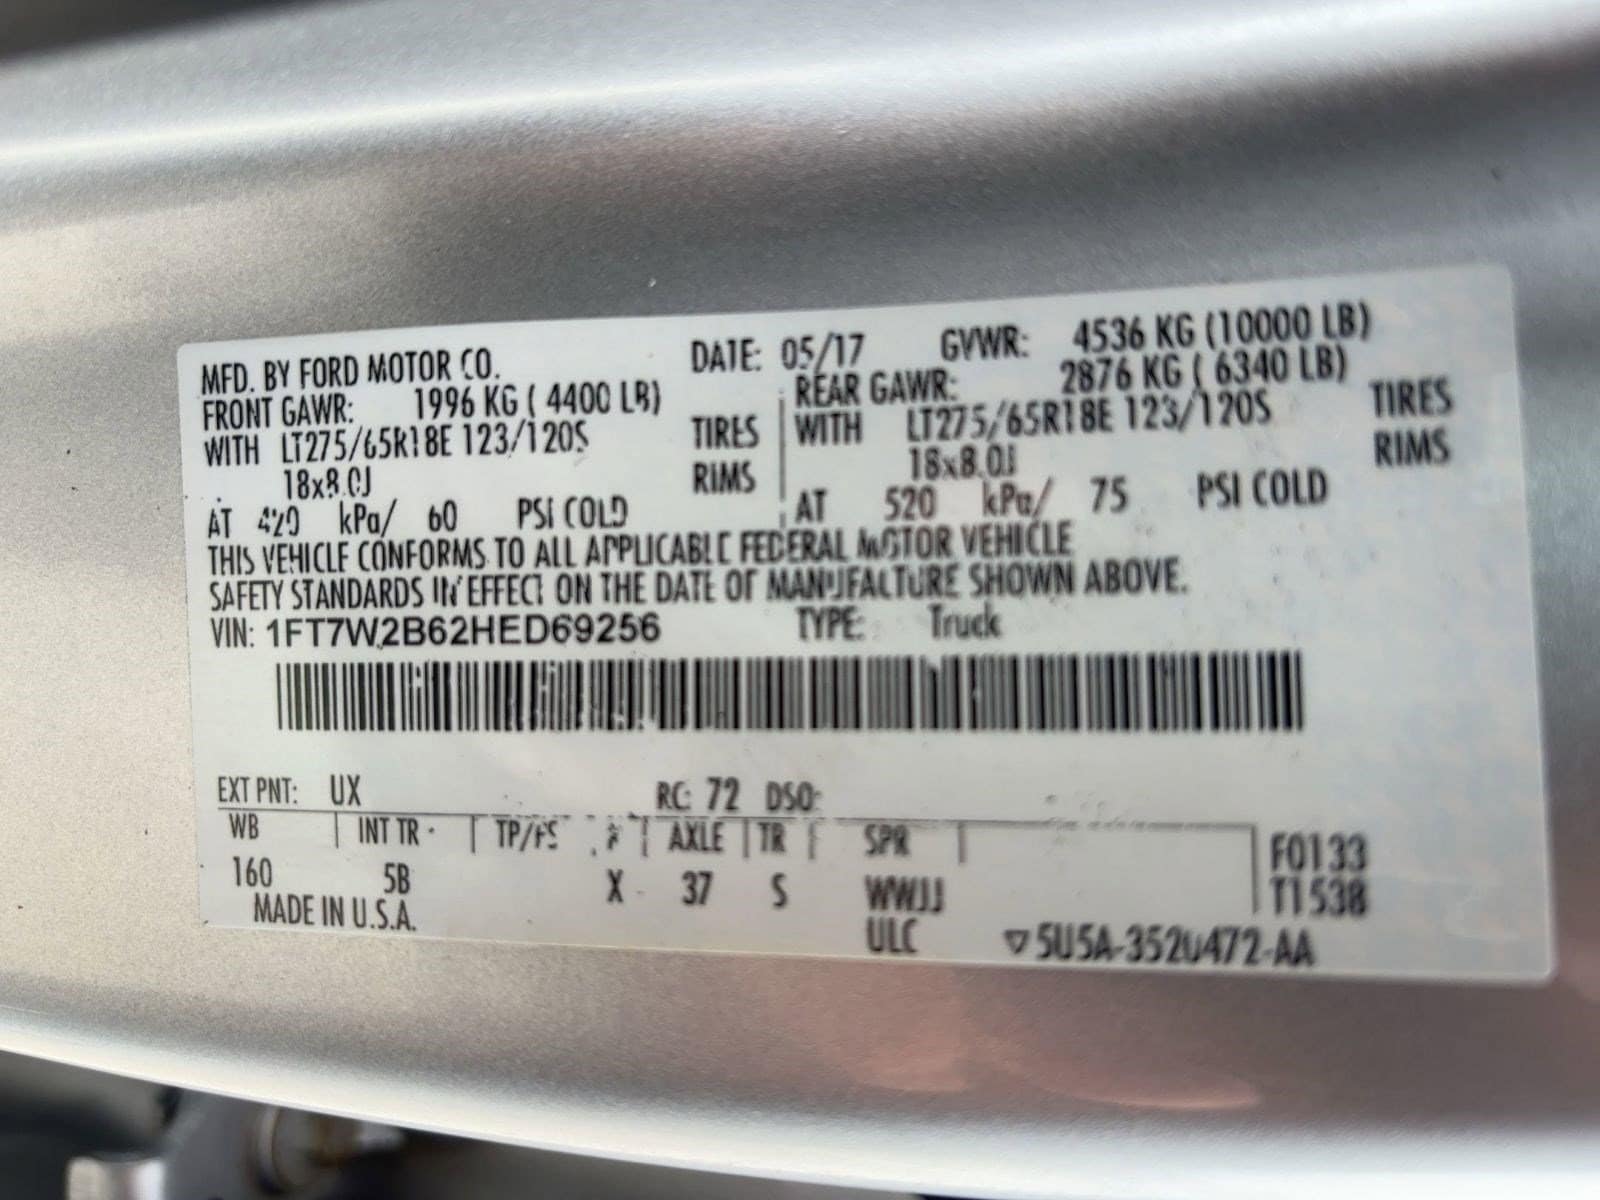 MFD. BY FORD MOTOR CO. DATE: 05/17 GVWR: 4536 KG (10000 LB)
FRONT GAWR: 1996 KG ( 4400 LB) REAR GAWR: 2876 KG ( 6340 LB)
WITH LT275/65R18E 123/120S TIRES WITH LT275/65R18E 123/120S TIRES
18x8.0J RIMS 18x8.0J RIMS
AT 420 kPa/ 60 PSI COLD AT 520 kPa/ 75 PSI COLD
THIS VEHICLE CONFORMS TO ALL APPLICABLE FEDERAL MOTOR VEHICLE
SAFETY STANDARDS IN EFFECT ON THE DATE OF MANUFACTURE SHOWN ABOVE.
VIN: 1FT7W2B62HED69256 TYPE: Truck
EXT PNT: UX RC: 72 DSO:
WB INT TR TP/PS R AXLE TR SPR F0133
160 5B X 37 S WWJJ T1538
MADE IN U.S.A. ULC ▽5U5A-3520472-AA